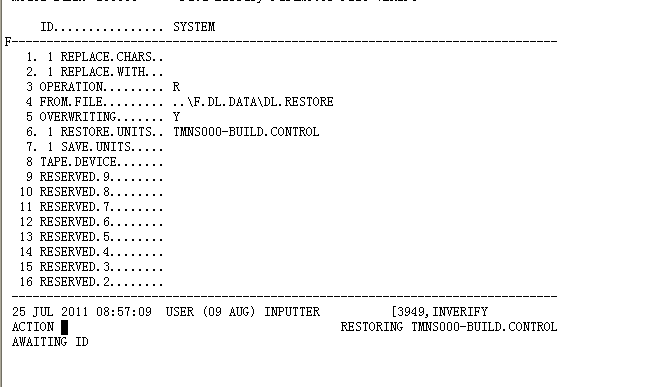 ID................ SYSTEM
F
1. 1 REPLACE.CHARS..
2. 1 REPLACE.WITH...
3 OPERATION......... R
4 FROM.FILE......... ..\F.DL.DATA\DL.RESTORE
5 OVERWRITING....... Y
6. 1 RESTORE.UNITS.. TMNS000-BUILD.CONTROL
7. 1 SAVE.UNITS.....
8 TAPE.DEVICE.......
9 RESERVED.9........
10 RESERVED.8........
11 RESERVED.7........
12 RESERVED.6........
13 RESERVED.5........
14 RESERVED.4........
15 RESERVED.3........
16 RESERVED.2........
25 JUL 2011 08:57:09 USER (09 AUG) INPUTTER [3949,INVERIFY
ACTION RESTORING TMNS000-BUILD.CONTROL
AWAITING ID